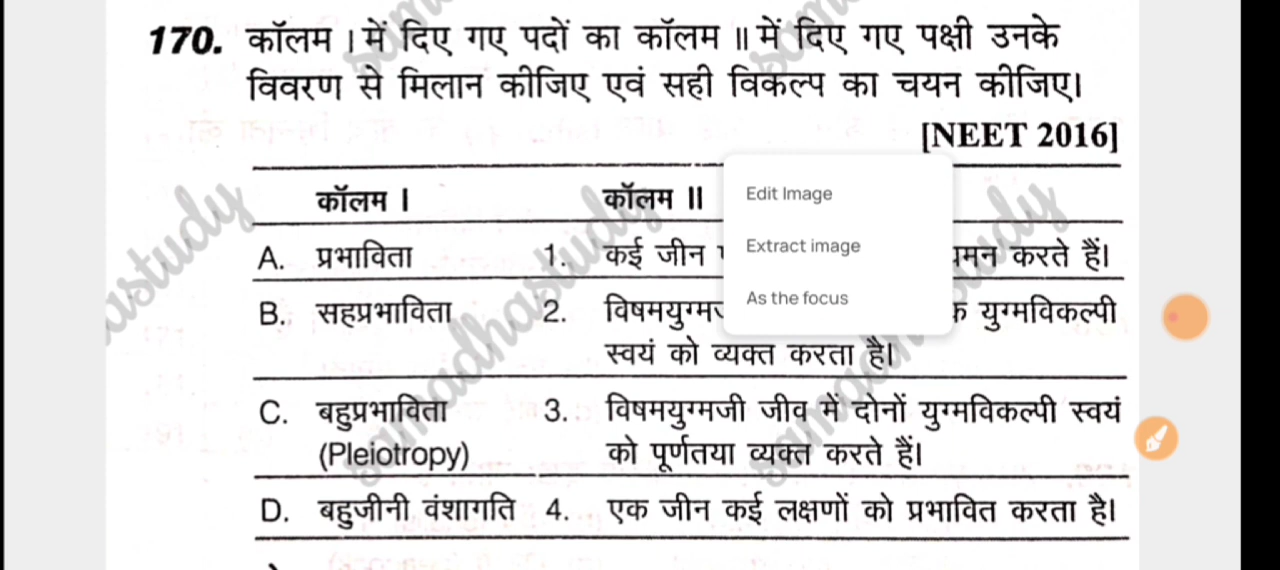 170. कॉलम I में दिए गए पदों का कॉलम II में दिए गए पक्षी उनके
विवरण से मिलान कीजिए एवं सही विकल्प का चयन कीजिए।
[NEET 2016]
कॉलम I कॉलम II
A. प्रभाविता 1. कई जीन करते हैं।
B. सहप्रभाविता 2. युग्मविकल्पी
स्वयं को व्यक्त करता है।
C. बहुप्रभाविता 3. विषमयुग्मजी जीव में दोनों युग्मविकल्पी स्वयं
(Pleiotropy) को पूर्णतया व्यक्त करते हैं।
D. बहुजीनी वंशागति 4. एक जीन कई लक्षणों को प्रभावित करता है।
Edit Image
Extract image
As the focus
samadhastudy